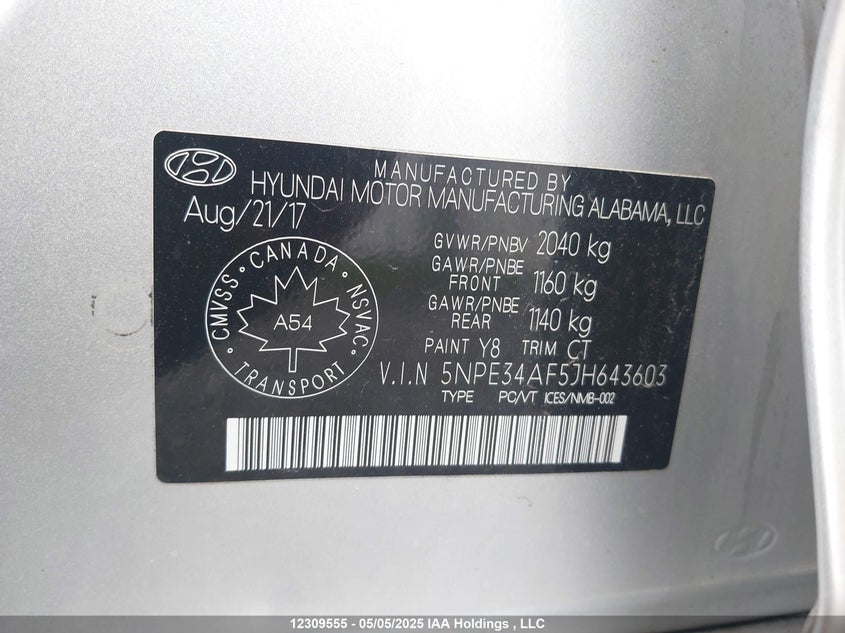 MANUFACTURED BY
HYUNDAI MOTOR MANUFACTURING ALABAMA, LLC
Aug/21/17
GVWR/PNBV 2040 kg
GAWR/PNBE
FRONT 1160 kg
GAWR/PNBE
REAR 1140 kg
PAINT Y8 TRIM CT
V.I.N 5NPE34AF5JH643603
TYPE PC/VT ICES/NMB-002
CMVSS · CANADA · NSVAC · TRANSPORT ·
A54
12309555 - 05/05/2025 IAA Holdings , LLC